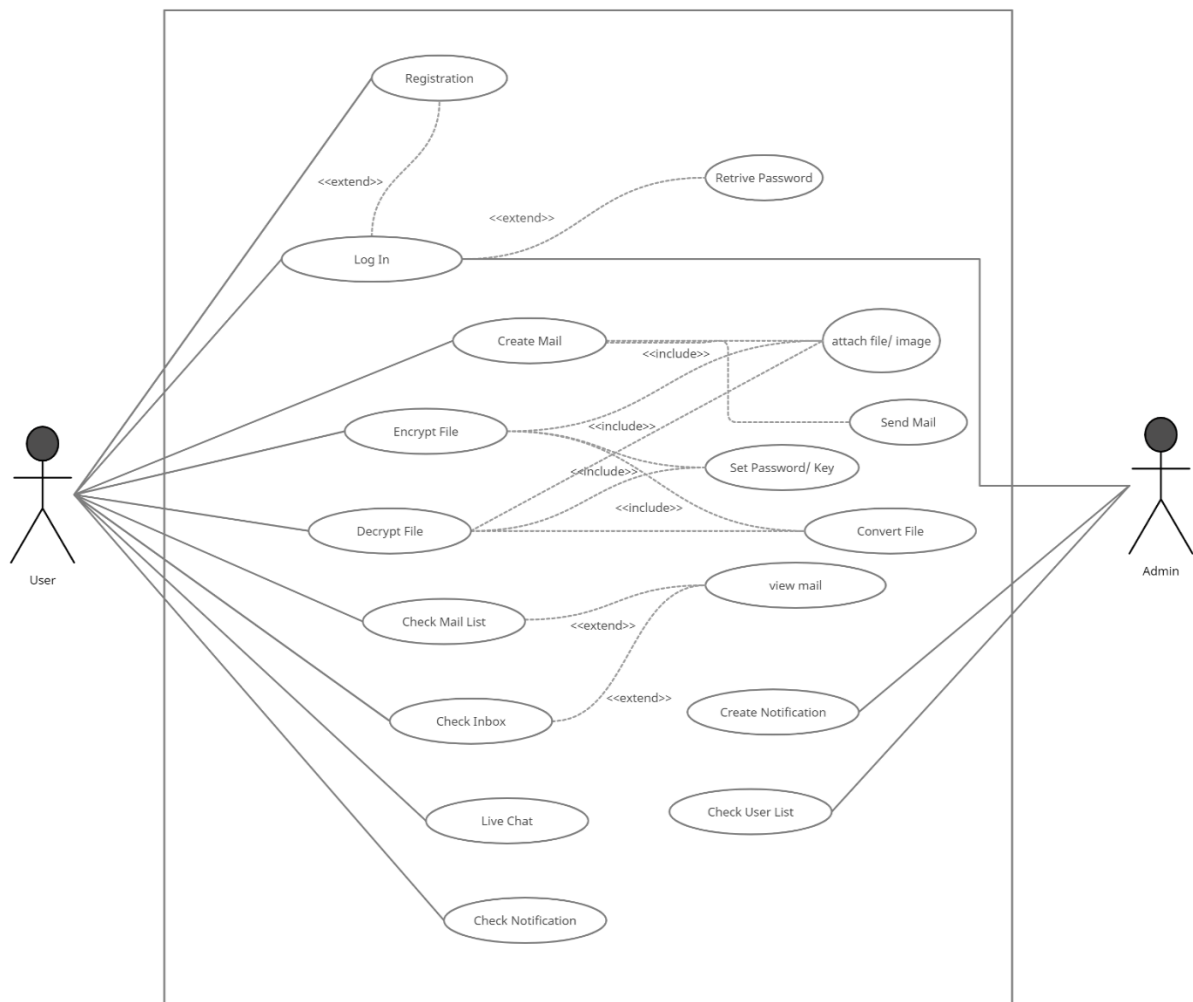 Registration
<<extend>>
Retrive Password
<<extend>>
Log In
Create Mail
attach file/ image
<<include>>
Send Mail
Encrypt File
<<include>>
Set Password/ Key
<<include>>
<<include>>
Decrypt File
Convert File
User
Admin
view mail
Check Mail List
<<extend>>
<<extend>>
Create Notification
Check Inbox
Live Chat
Check User List
Check Notification